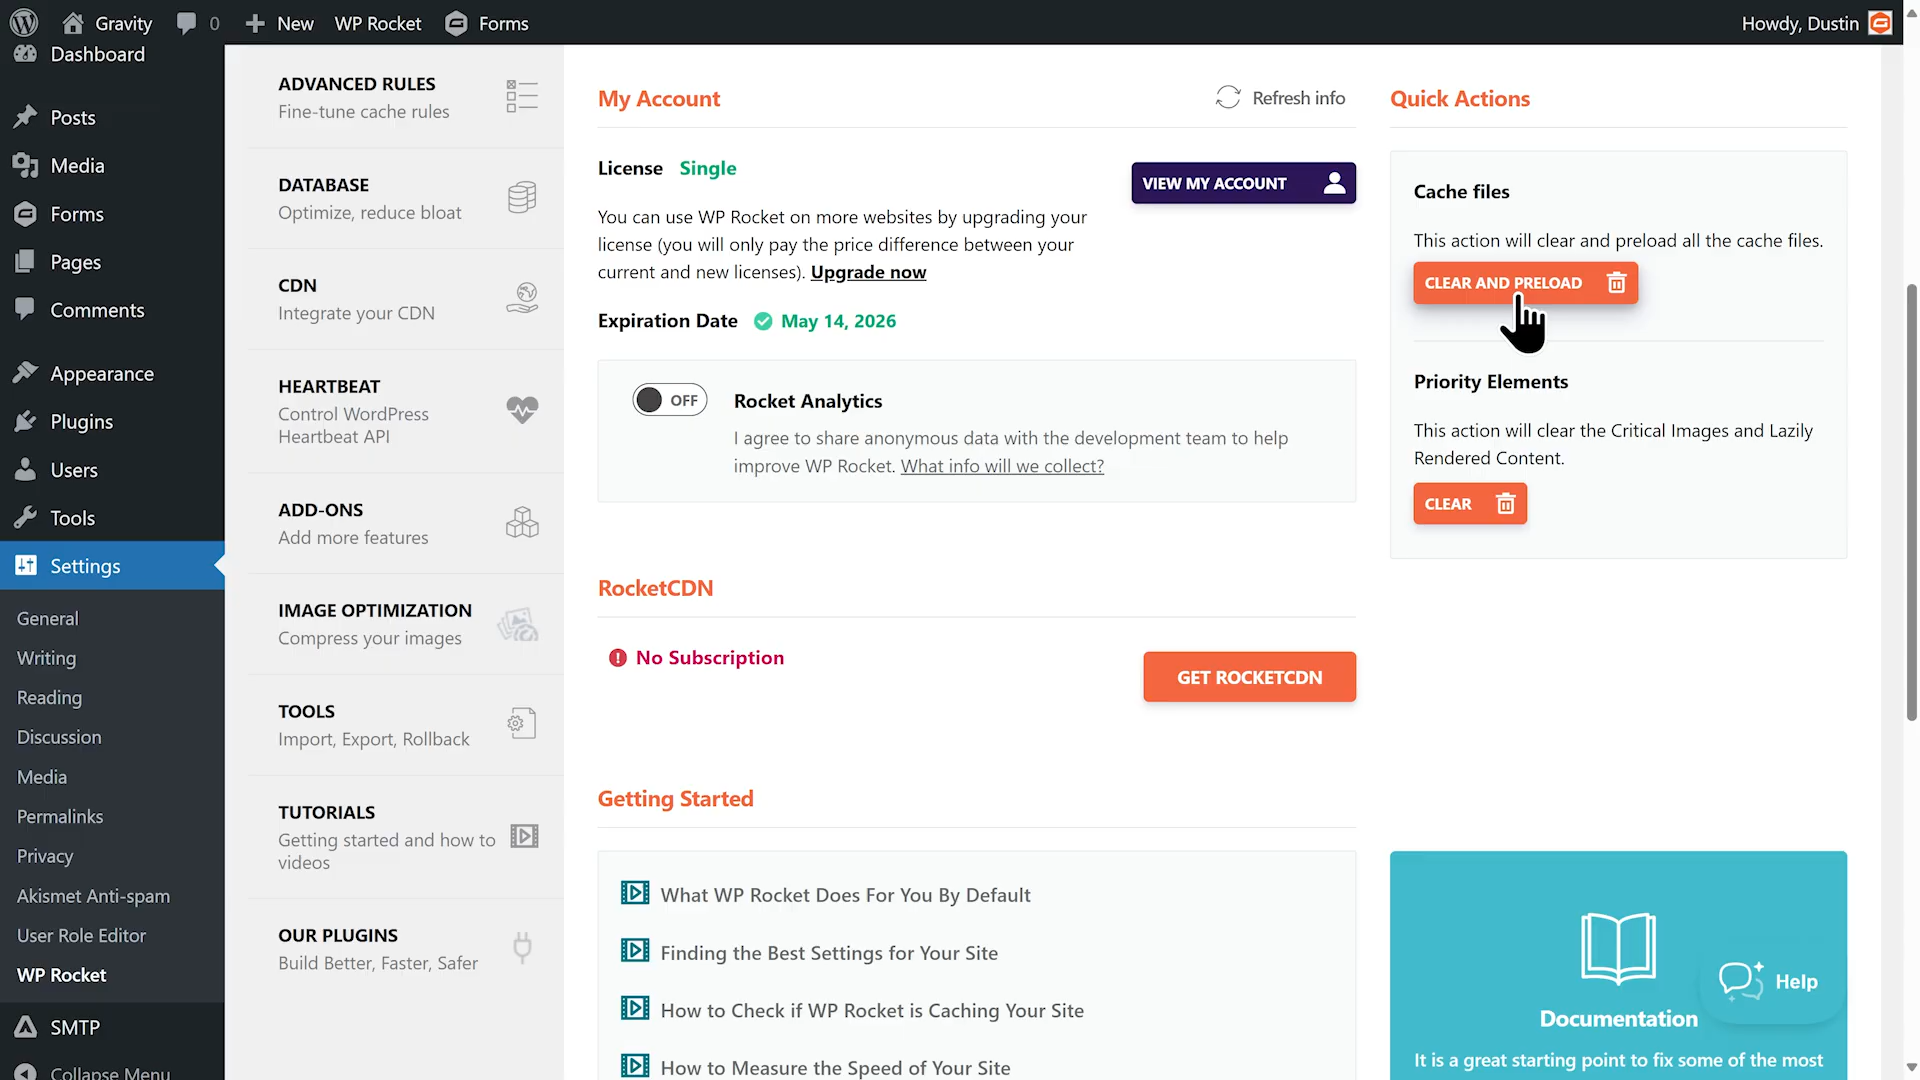 Gravity
0
New
WP Rocket
Forms
Howdy, Dustin
Dashboard
Posts
Media
Forms
Pages
Comments
Appearance
Plugins
Users
Tools
Settings
General
Writing
Reading
Discussion
Media
Permalinks
Privacy
Akismet Anti-spam
User Role Editor
WP Rocket
SMTP
Collapse Menu
ADVANCED RULES
Fine-tune cache rules
DATABASE
Optimize, reduce bloat
CDN
Integrate your CDN
HEARTBEAT
Control WordPress
Heartbeat API
ADD-ONS
Add more features
IMAGE OPTIMIZATION
Compress your images
TOOLS
Import, Export, Rollback
TUTORIALS
Getting started and how to
videos
OUR PLUGINS
Build Better, Faster, Safer
My Account
Refresh info
License Single
VIEW MY ACCOUNT
You can use WP Rocket on more websites by upgrading your
license (you will only pay the price difference between your
current and new licenses). Upgrade now
Expiration Date May 14, 2026
OFF
Rocket Analytics
I agree to share anonymous data with the development team to help
improve WP Rocket. What info will we collect?
RocketCDN
No Subscription
GET ROCKETCDN
Getting Started
What WP Rocket Does For You By Default
Finding the Best Settings for Your Site
How to Check if WP Rocket is Caching Your Site
How to Measure the Speed of Your Site
Quick Actions
Cache files
This action will clear and preload all the cache files.
CLEAR AND PRELOAD
Priority Elements
This action will clear the Critical Images and Lazily
Rendered Content.
CLEAR
Help
Documentation
It is a great starting point to fix some of the most